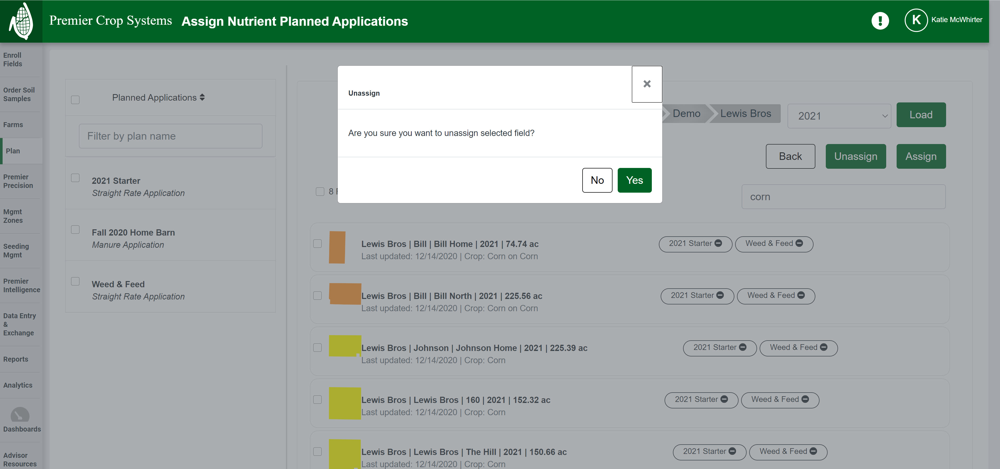 Premier Crop Systems Assign Nutrient Planned Applications
K Katie McWhirter
Enroll
Fields
Order Soil
Samples
Farms
Plan
Premier
Precision
Mgmt
Zones
Seeding
Mgmt
Premier
Intelligence
Data Entry
&
Exchange
Reports
Analytics
Dashboards
Advisor
Resources
Planned Applications
Filter by plan name
2021 Starter
Straight Rate Application
Fall 2020 Home Barn
Manure Application
Weed & Feed
Straight Rate Application
Unassign
Are you sure you want to unassign selected field?
No Yes
Demo Lewis Bros 2021 Load
Back Unassign Assign
8
corn
Lewis Bros | Bill | Bill Home | 2021 | 74.74 ac
Last updated: 12/14/2020 | Crop: Corn on Corn
2021 Starter Weed & Feed
Lewis Bros | Bill | Bill North | 2021 | 225.56 ac
Last updated: 12/14/2020 | Crop: Corn on Corn
2021 Starter Weed & Feed
Lewis Bros | Johnson | Johnson Home | 2021 | 225.39 ac
Last updated: 12/14/2020 | Crop: Corn
2021 Starter Weed & Feed
Lewis Bros | Lewis Bros | 160 | 2021 | 152.32 ac
Last updated: 12/14/2020 | Crop: Corn
2021 Starter Weed & Feed
Lewis Bros | Lewis Bros | The Hill | 2021 | 150.66 ac
Last updated: 12/14/2020 | Crop: Corn
2021 Starter Weed & Feed